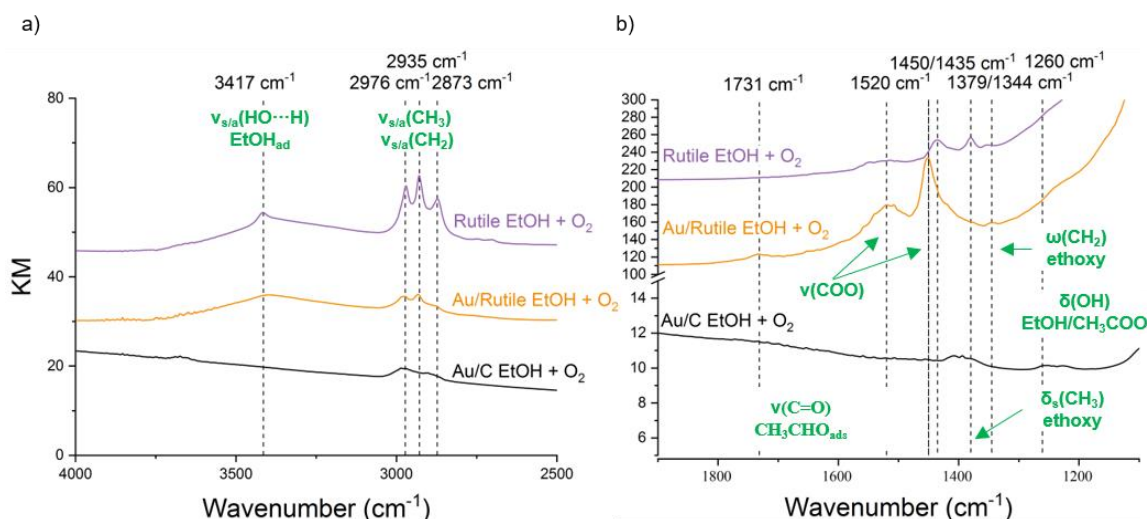 a)
2935 cm⁻¹
3417 cm⁻¹
2976 cm⁻¹
2873 cm⁻¹
νs/a(HO···H)
EtOHad
νs/a(CH3)
νs/a(CH2)
80
60
40
20
0
KM
Rutile EtOH + O2
Au/Rutile EtOH + O2
Au/C EtOH + O2
4000
3500
3000
2500
Wavenumber (cm⁻¹)
b)
1450/1435 cm⁻¹
1260 cm⁻¹
1731 cm⁻¹
1520 cm⁻¹
1379/1344 cm⁻¹
300
280
260
240
220
200
180
160
140
120
100
14
12
10
8
6
Rutile EtOH + O2
Au/Rutile EtOH + O2
ν(COO)
ω(CH2)
ethoxy
δ(OH)
EtOH/CH3COO
Au/C EtOH + O2
ν(C=O)
CH3CHOads
δs(CH3)
ethoxy
1800
1600
1400
1200
Wavenumber (cm⁻¹)